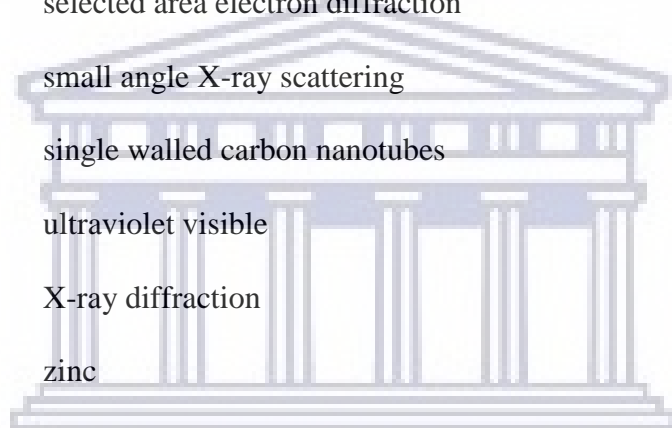 selected area electron diffraction
small angle X-ray scattering
single walled carbon nanotubes
ultraviolet visible
X-ray diffraction
zinc